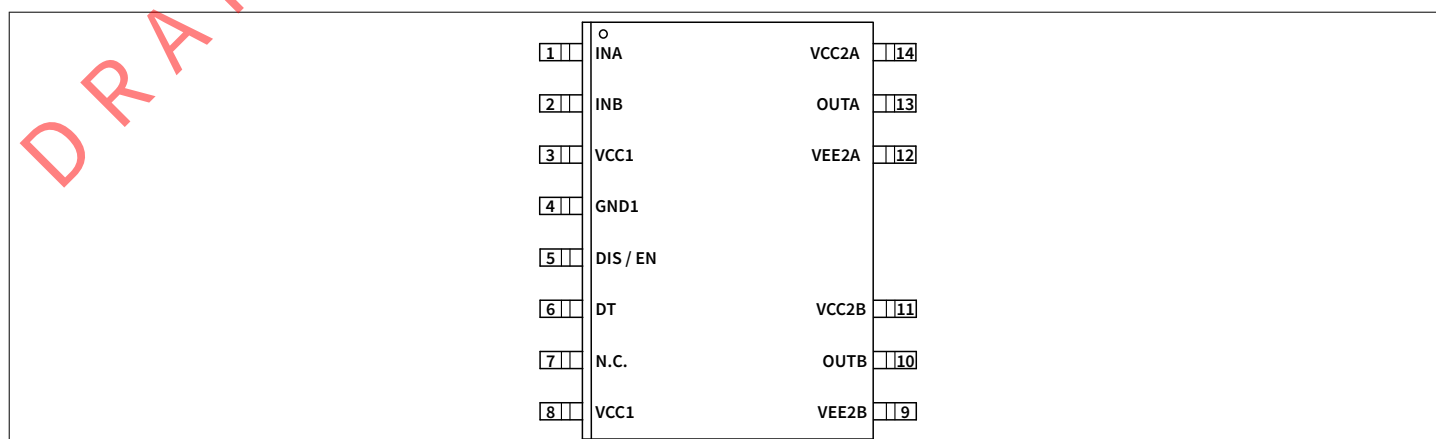 DRA
1 INA VCC2A 14
2 INB OUTA 13
3 VCC1 VEE2A 12
4 GND1
5 DIS / EN
6 DT VCC2B 11
7 N.C. OUTB 10
8 VCC1 VEE2B 9